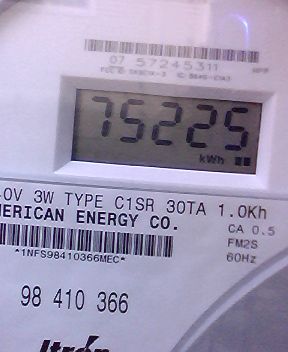 07 57245311
75225
kWh
0V 3W TYPE C1SR 30TA 1.0Kh
MERICAN ENERGY CO.
CA 0.5
FM2S
60Hz
*1NFS98410366MEC*
98 410 366
Itron